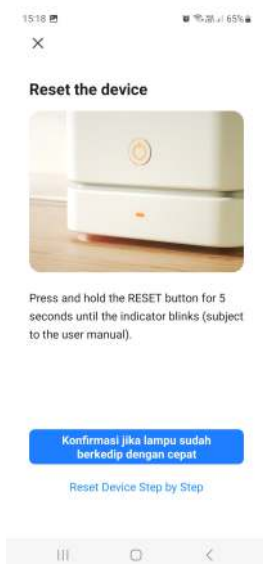 15:18 65%
Reset the device
Press and hold the RESET button for 5
seconds until the indicator blinks (subject
to the user manual).
Konfirmasi jika lampu sudah
berkedip dengan cepat
Reset Device Step by Step